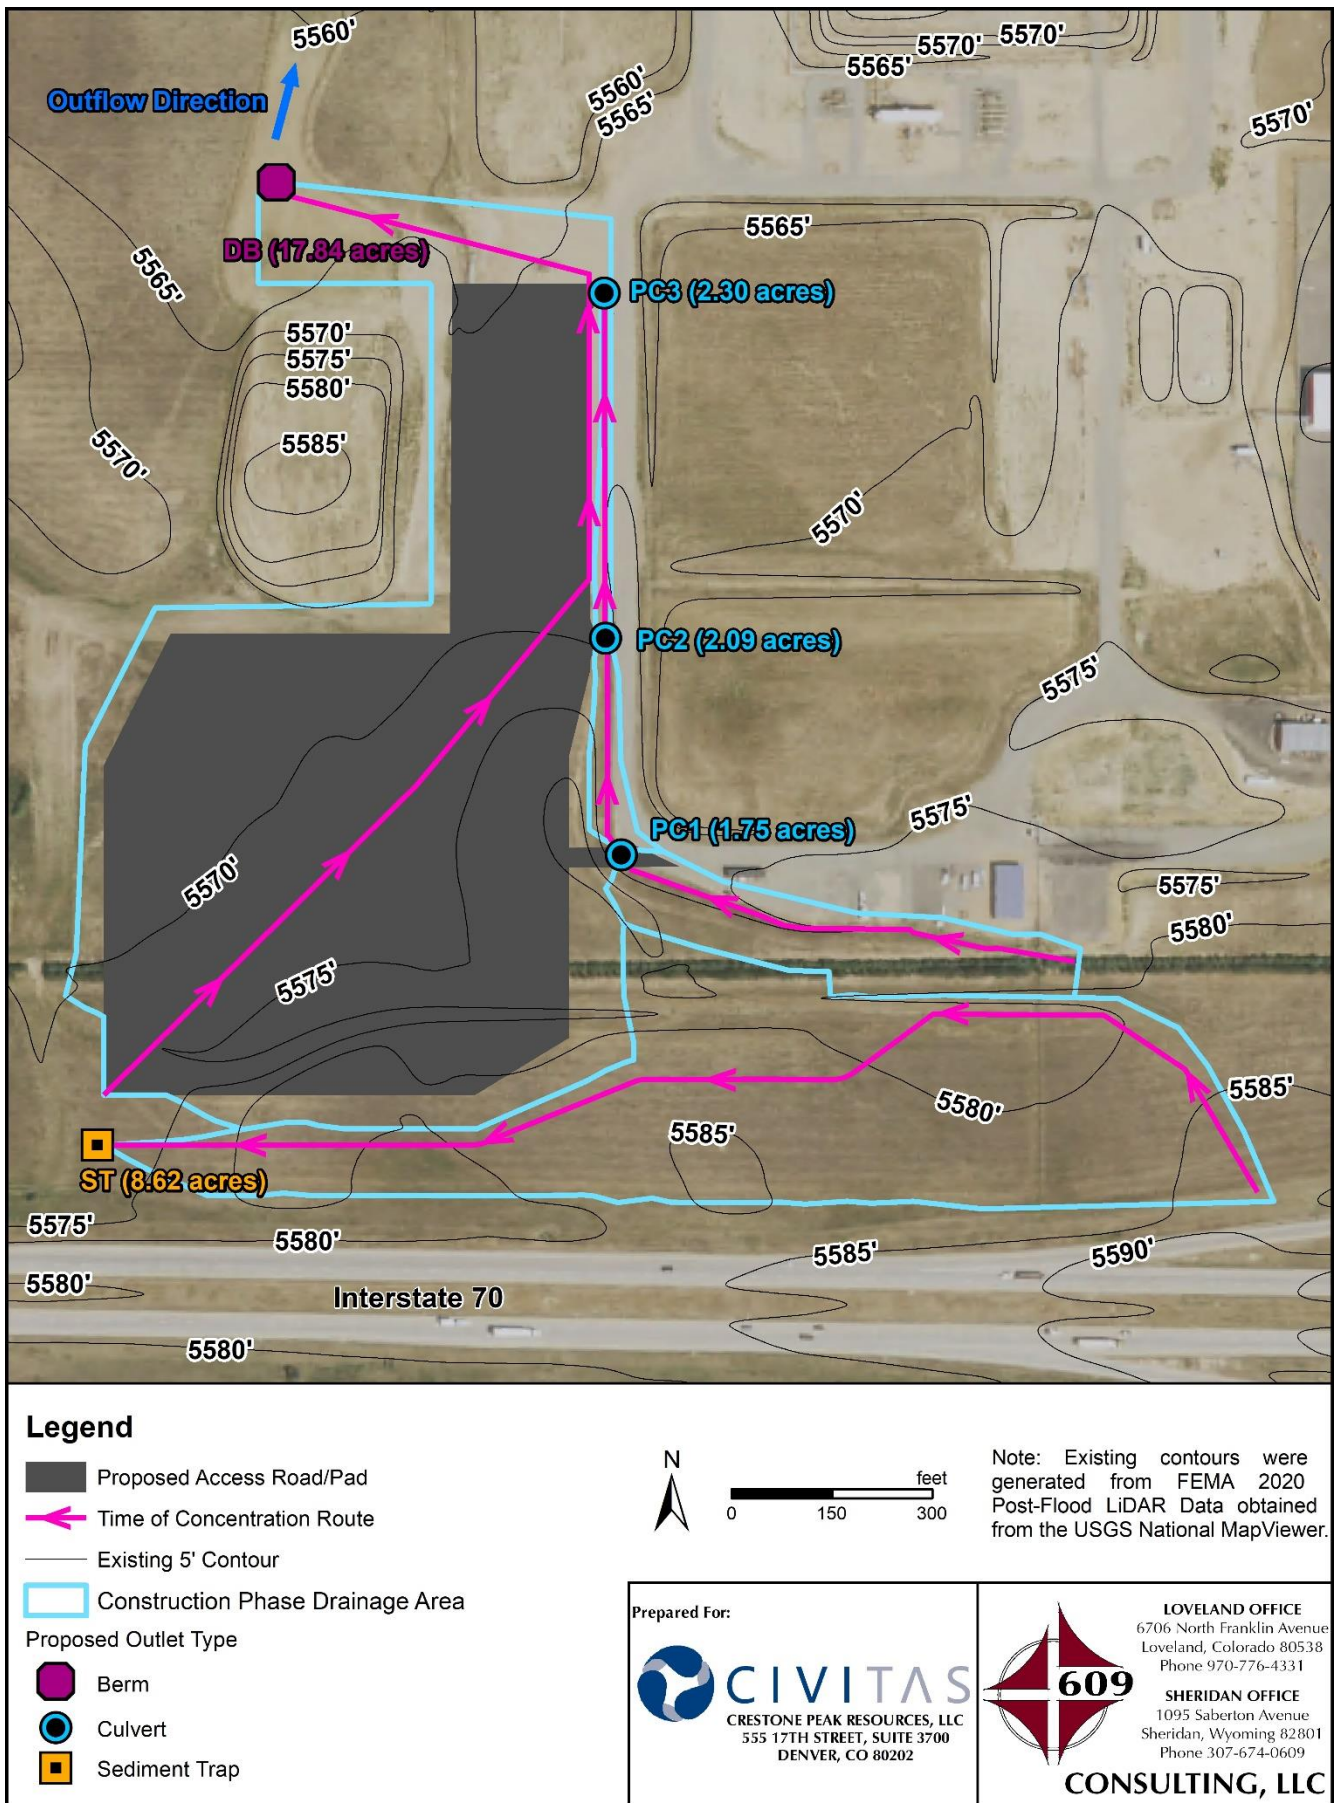 5560'
5570'
5570'
5565'
Outflow Direction
5560'
5565'
5570'
5565'
DB (17.84 acres)
5565'
PC3 (2.30 acres)
5570'
5575'
5580'
5585'
5570'
5570'
PC2 (2.09 acres)
5575'
5575'
PC1 (1.75 acres)
5570'
5575'
5580'
5575'
5580'
5585'
5585'
ST (8.62 acres)
5575'
5580'
5585'
5590'
5580'
Interstate 70
5580'
Legend
Proposed Access Road/Pad
Time of Concentration Route
Existing 5' Contour
Construction Phase Drainage Area
Proposed Outlet Type
Berm
Culvert
Sediment Trap
N
feet
0 150 300
Note: Existing contours were
generated from FEMA 2020
Post-Flood LiDAR Data obtained
from the USGS National MapViewer.
Prepared For:
CIVITAS
CRESTONE PEAK RESOURCES, LLC
555 17TH STREET, SUITE 3700
DENVER, CO 80202
609
LOVELAND OFFICE
6706 North Franklin Avenue
Loveland, Colorado 80538
Phone 970-776-4331
SHERIDAN OFFICE
1095 Saberton Avenue
Sheridan, Wyoming 82801
Phone 307-674-0609
CONSULTING, LLC